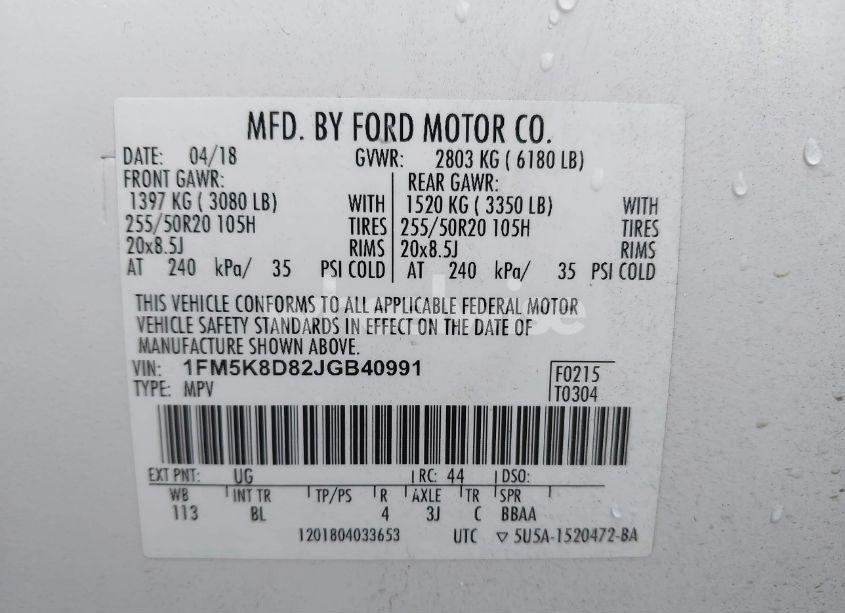 MFD. BY FORD MOTOR CO.
DATE: 04/18 GVWR: 2803 KG ( 6180 LB)
FRONT GAWR: REAR GAWR:
1397 KG ( 3080 LB) WITH 1520 KG ( 3350 LB) WITH
255/50R20 105H TIRES 255/50R20 105H TIRES
20x8.5J RIMS 20x8.5J RIMS
AT 240 kPa/ 35 PSI COLD AT 240 kPa/ 35 PSI COLD
THIS VEHICLE CONFORMS TO ALL APPLICABLE FEDERAL MOTOR
VEHICLE SAFETY STANDARDS IN EFFECT ON THE DATE OF
MANUFACTURE SHOWN ABOVE.
VIN: 1FM5K8D82JGB40991 F0215
TYPE: MPV T0304
EXT PNT: UG RC: 44 DSO:
WB INT TR TP/PS R AXLE TR SPR
113 BL 4 3J C BBAA
1201804033653 UTC ▽ 5U5A-1520472-BA